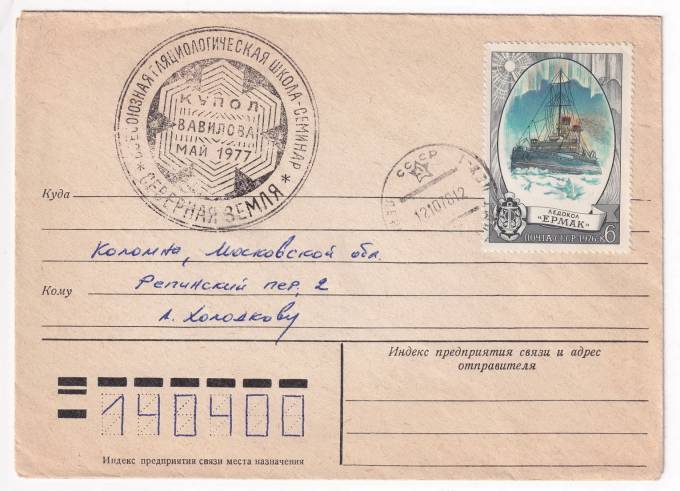 ВСЕСОЮЗНАЯ ГЛЯЦИОЛОГИЧЕСКАЯ ШКОЛА-СЕМИНАР
КУПОЛ
ВАВИЛОВА
МАЙ 1977
* СЕВЕРНАЯ ЗЕМЛЯ *
ЛЕДОКОЛ
"ЕРМАК"
ПОЧТА СССР 1976 к 6
СССР
Куда
Коломна, Московской обл.
Кому
Репинский пер. 2
Л. Холодкову
Индекс предприятия связи и адрес
отправителя
140400
Индекс предприятия связи места назначения